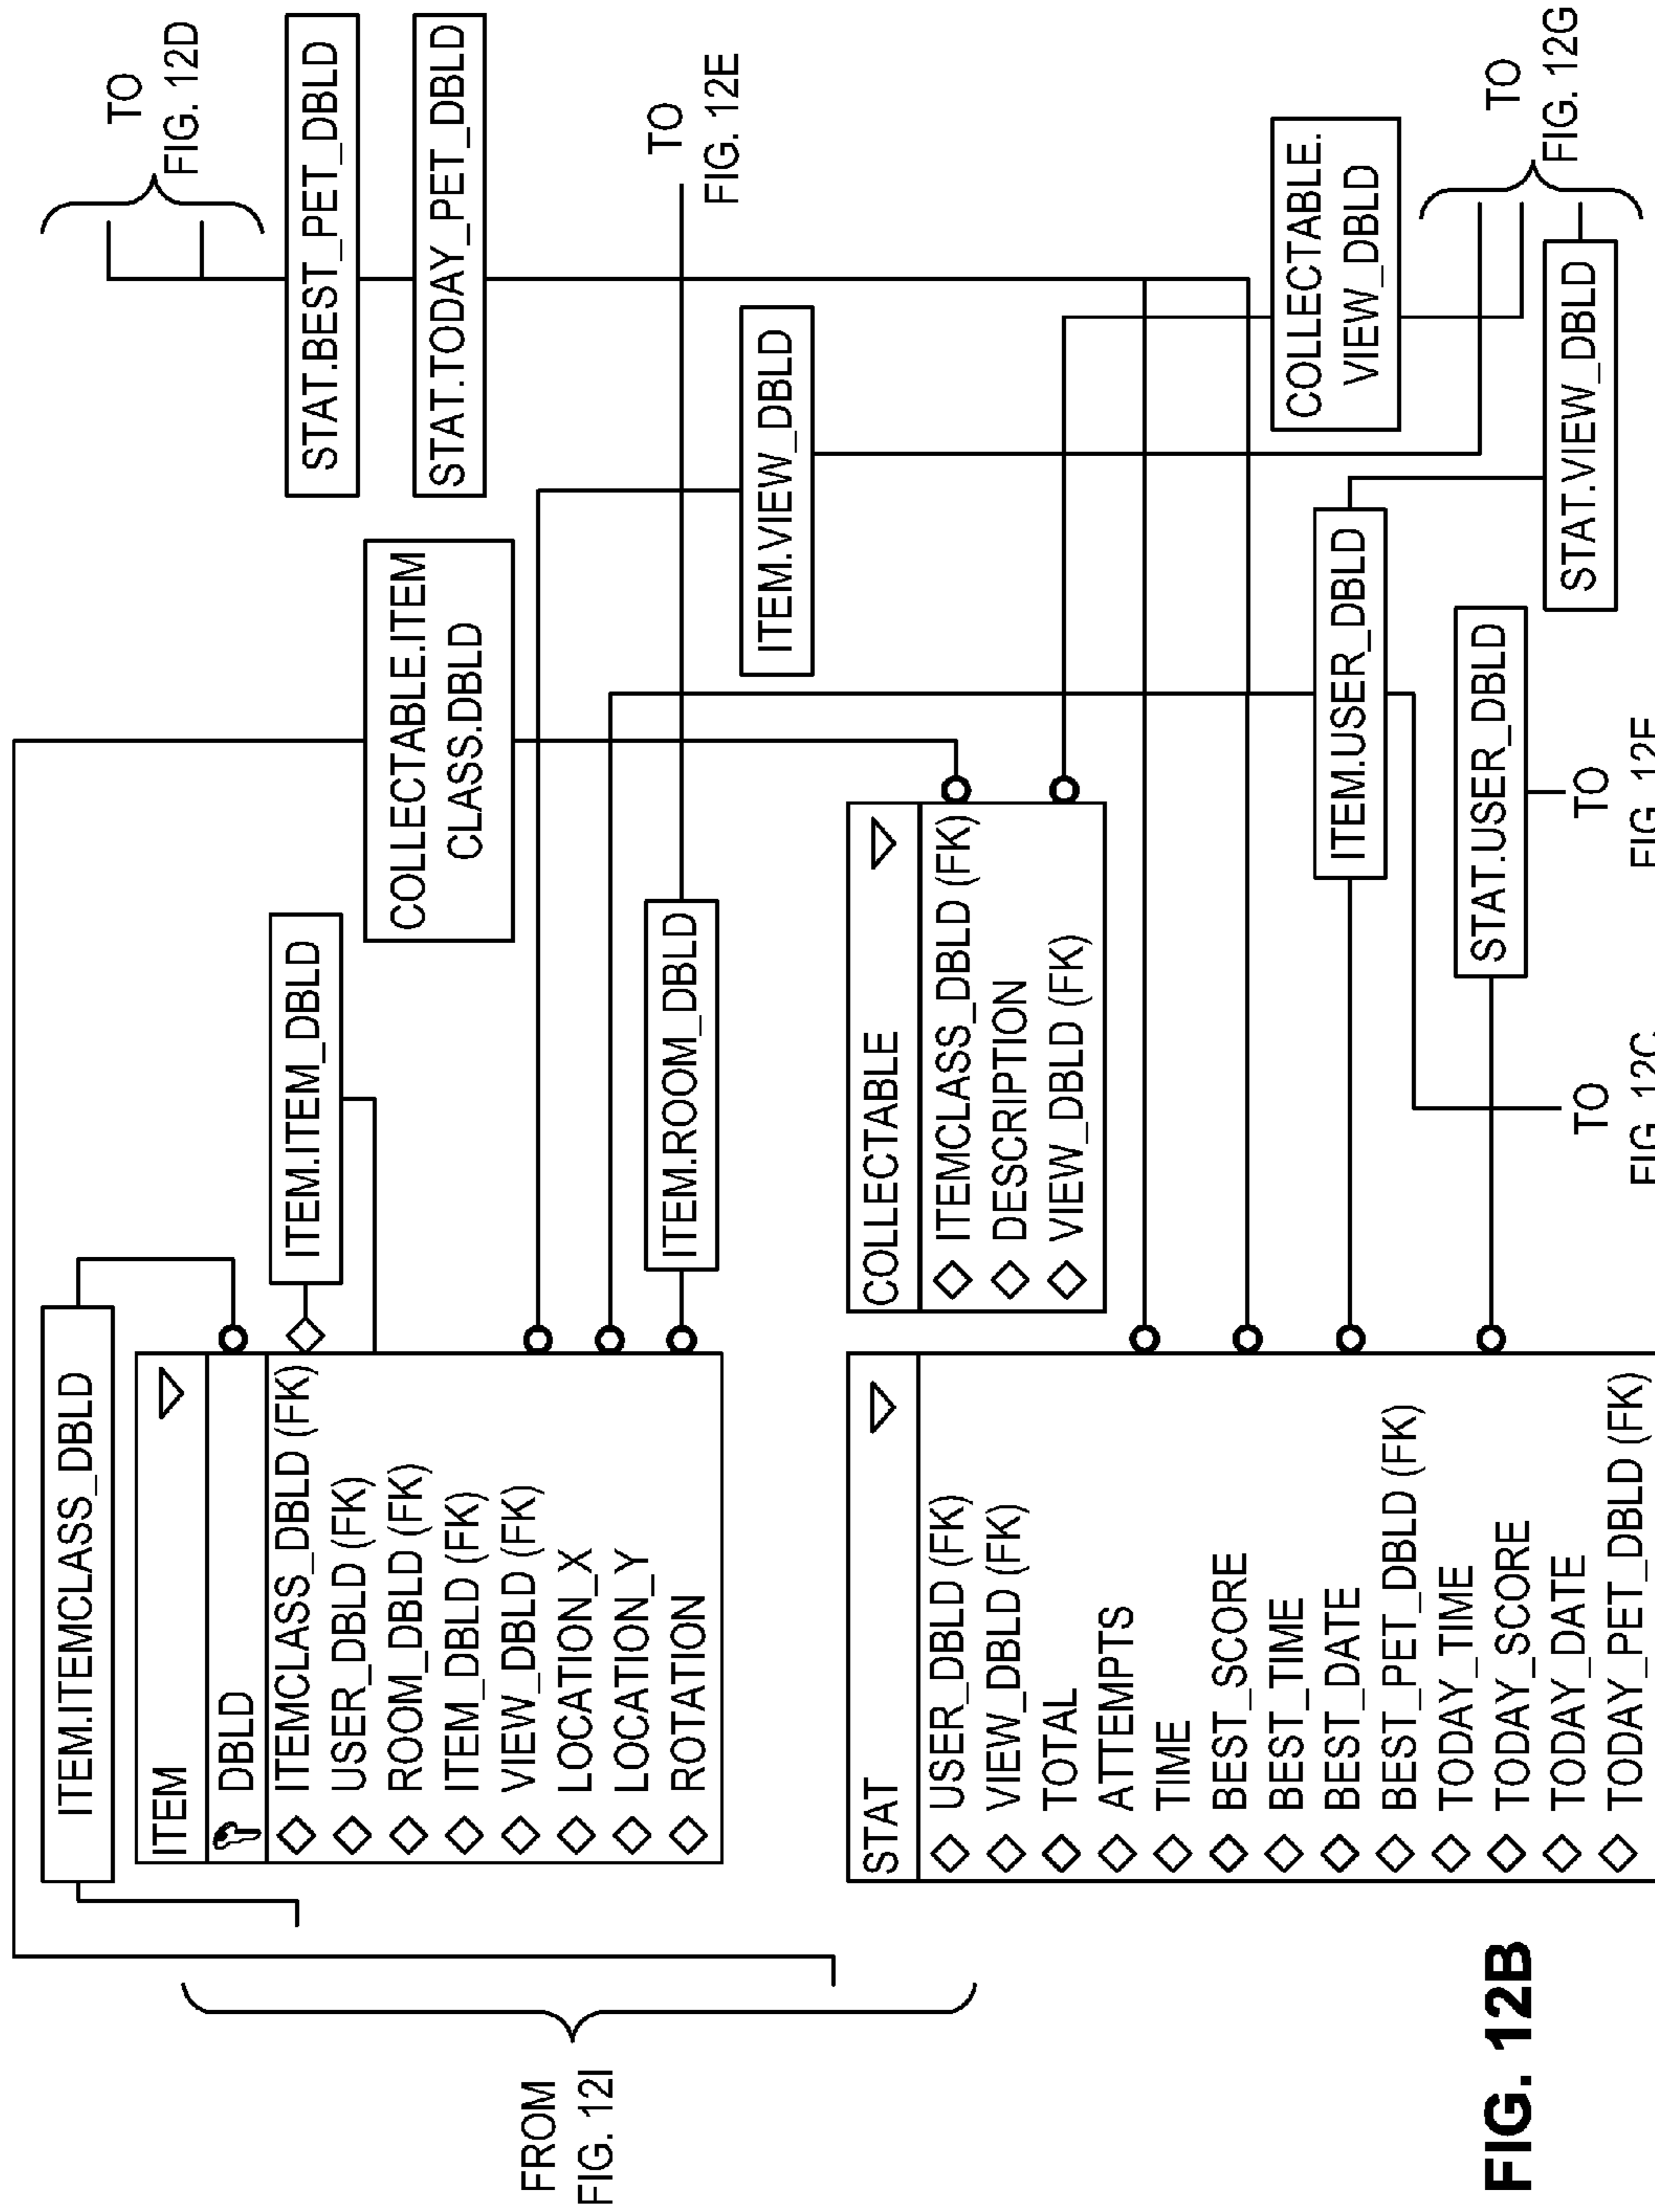 ITEM.ITEMCLASS_DBLD
ITEM
DBLD
ITEMCLASS_DBLD (FK)
USER_DBLD (FK)
ROOM_DBLD (FK)
ITEM_DBLD (FK)
VIEW_DBLD (FK)
LOCATION_X
LOCATION_Y
ROTATION
ITEM.ITEM_DBLD
COLLECTABLE.ITEM
CLASS.DBLD
TO
FIG. 12D
STAT.BEST_PET_DBLD
STAT.TODAY_PET_DBLD
ITEM.ROOM_DBLD
TO
FIG. 12E
ITEM.VIEW_DBLD
FROM
FIG. 12I
COLLECTABLE
ITEMCLASS_DBLD (FK)
DESCRIPTION
VIEW_DBLD (FK)
STAT
USER_DBLD (FK)
VIEW_DBLD (FK)
TOTAL
ATTEMPTS
TIME
BEST_SCORE
BEST_TIME
BEST_DATE
BEST_PET_DBLD (FK)
TODAY_TIME
TODAY_SCORE
TODAY_DATE
TODAY_PET_DBLD (FK)
COLLECTABLE.
VIEW_DBLD
ITEM.USER_DBLD
STAT.USER_DBLD
STAT.VIEW_DBLD
TO
FIG. 12G
TO
FIG. 12C
TO
FIG.
FIG. 12B